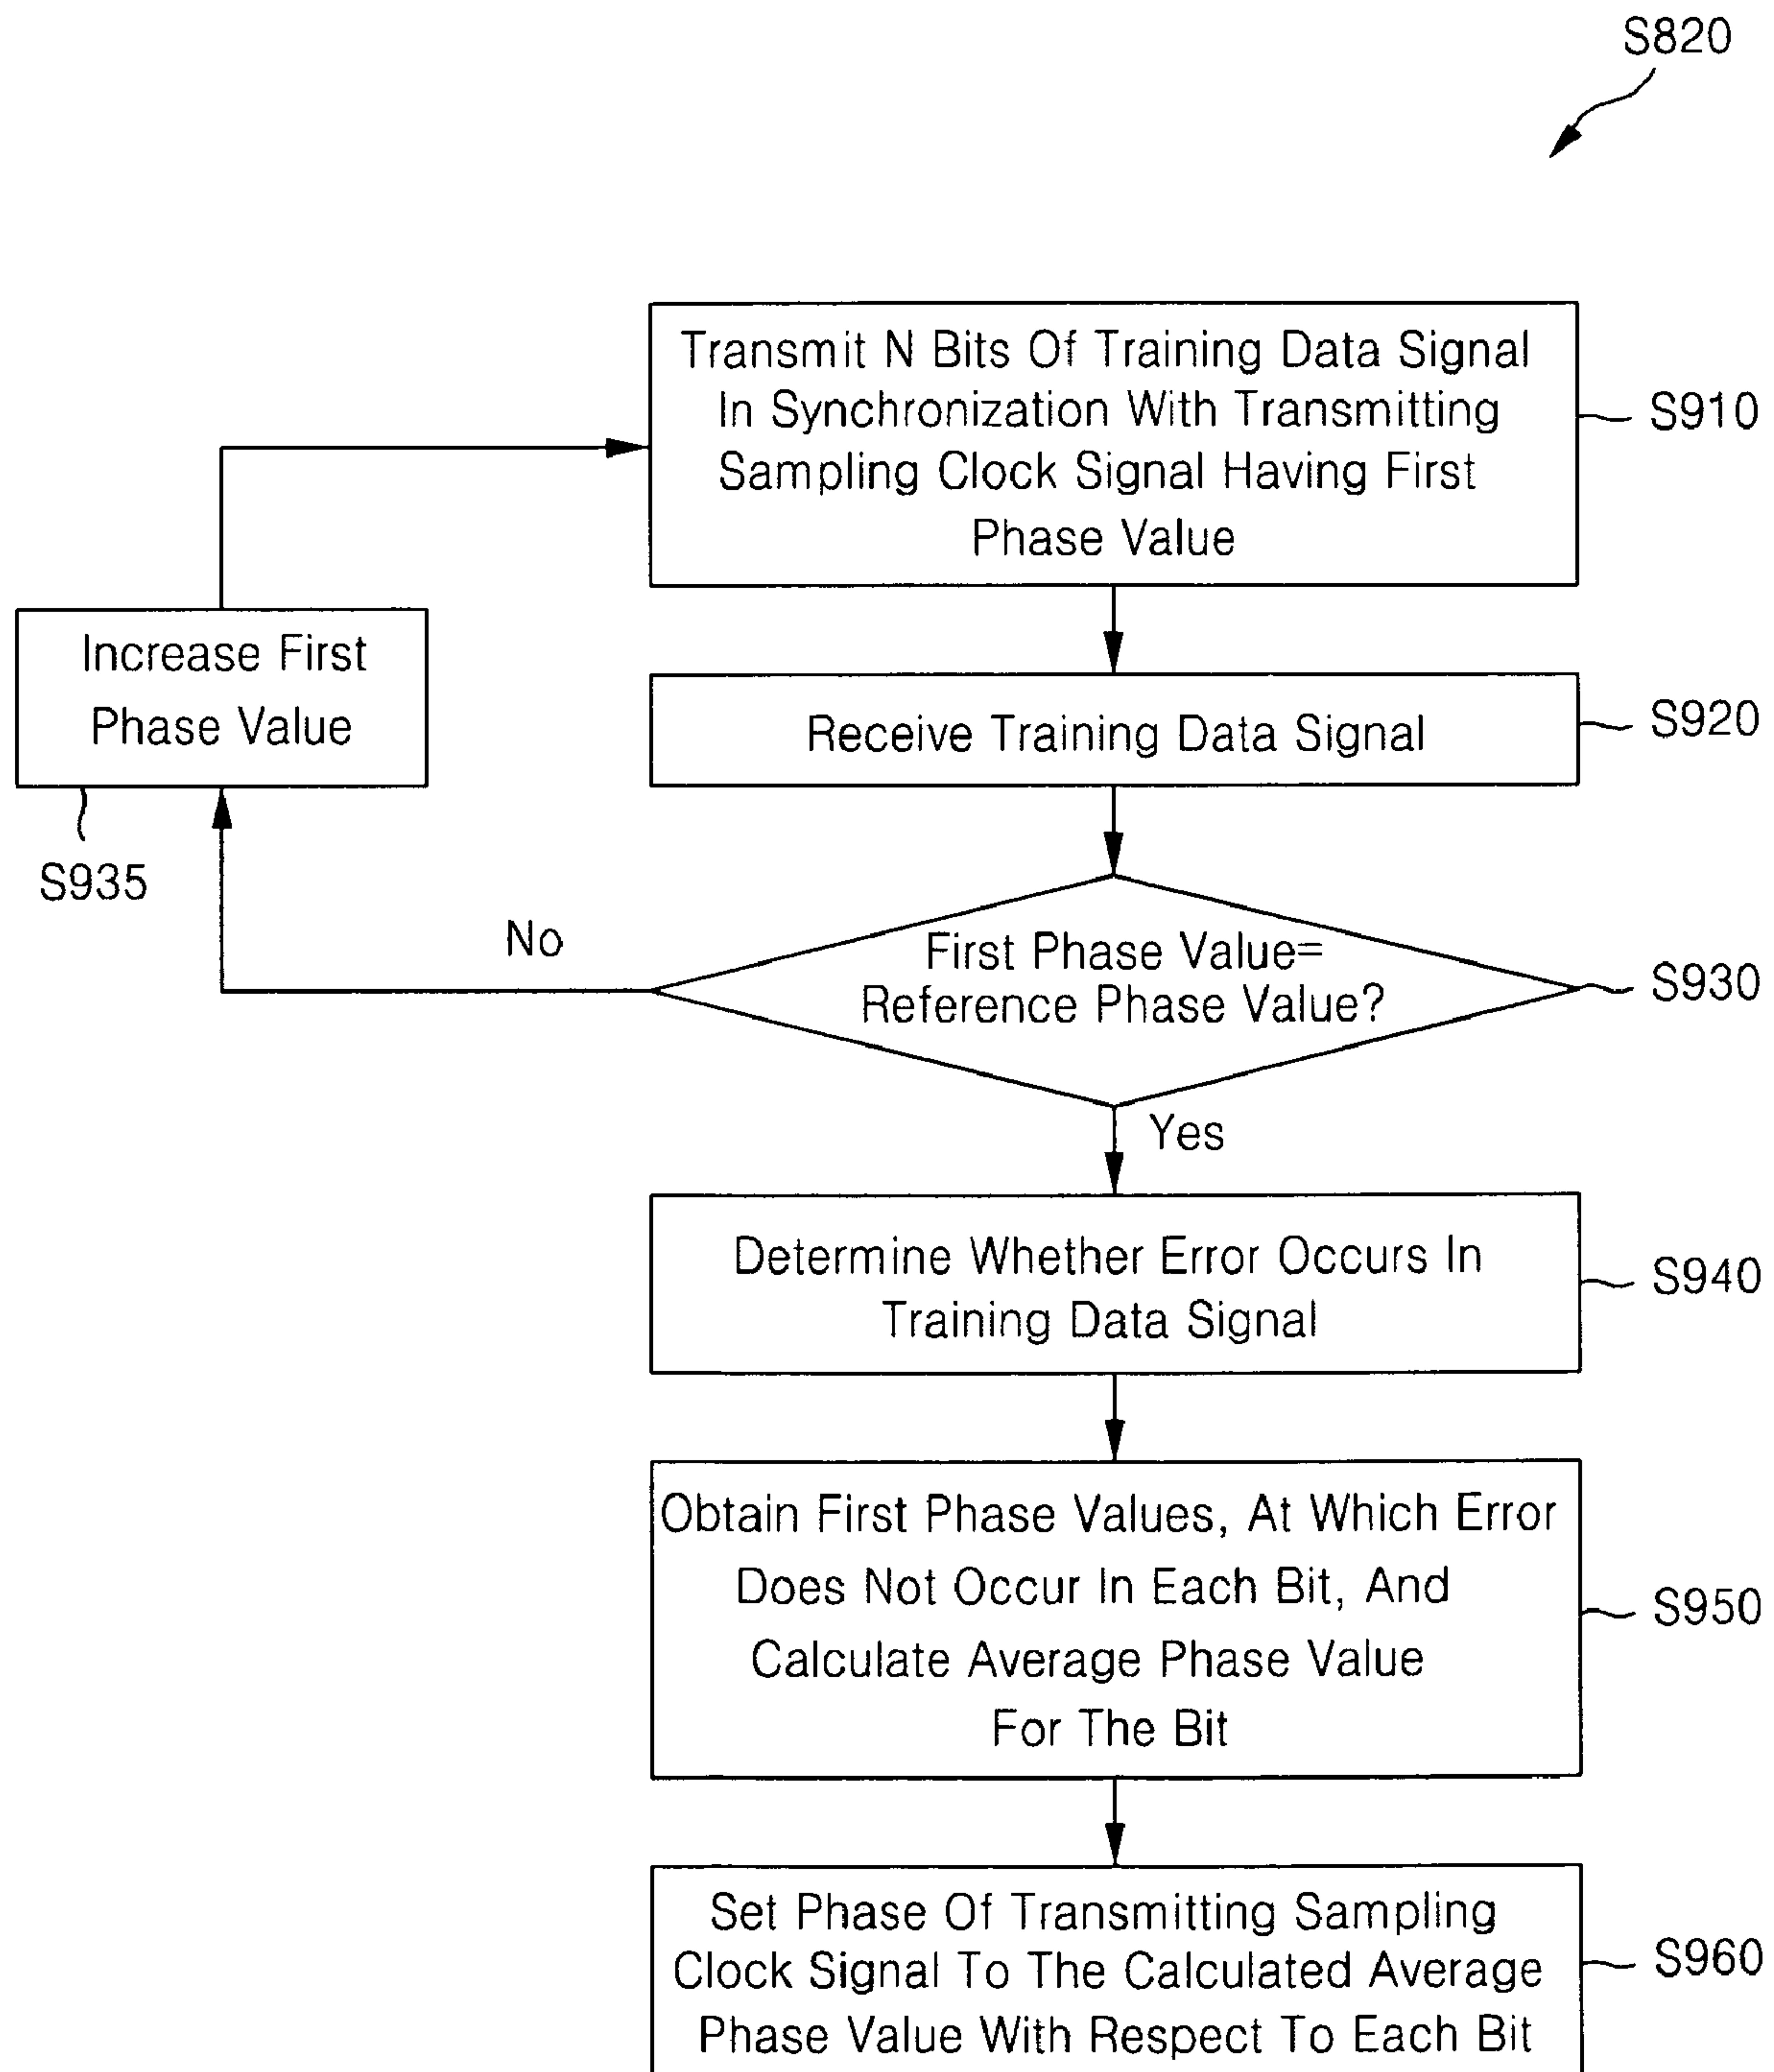 S820
Transmit N Bits Of Training Data Signal
In Synchronization With Transmitting
Sampling Clock Signal Having First
Phase Value
S910
Increase First
Phase Value
S935
Receive Training Data Signal
S920
No
First Phase Value=
Reference Phase Value?
S930
Yes
Determine Whether Error Occurs In
Training Data Signal
S940
Obtain First Phase Values, At Which Error
Does Not Occur In Each Bit, And
Calculate Average Phase Value
For The Bit
S950
Set Phase Of Transmitting Sampling
Clock Signal To The Calculated Average
Phase Value With Respect To Each Bit
S960